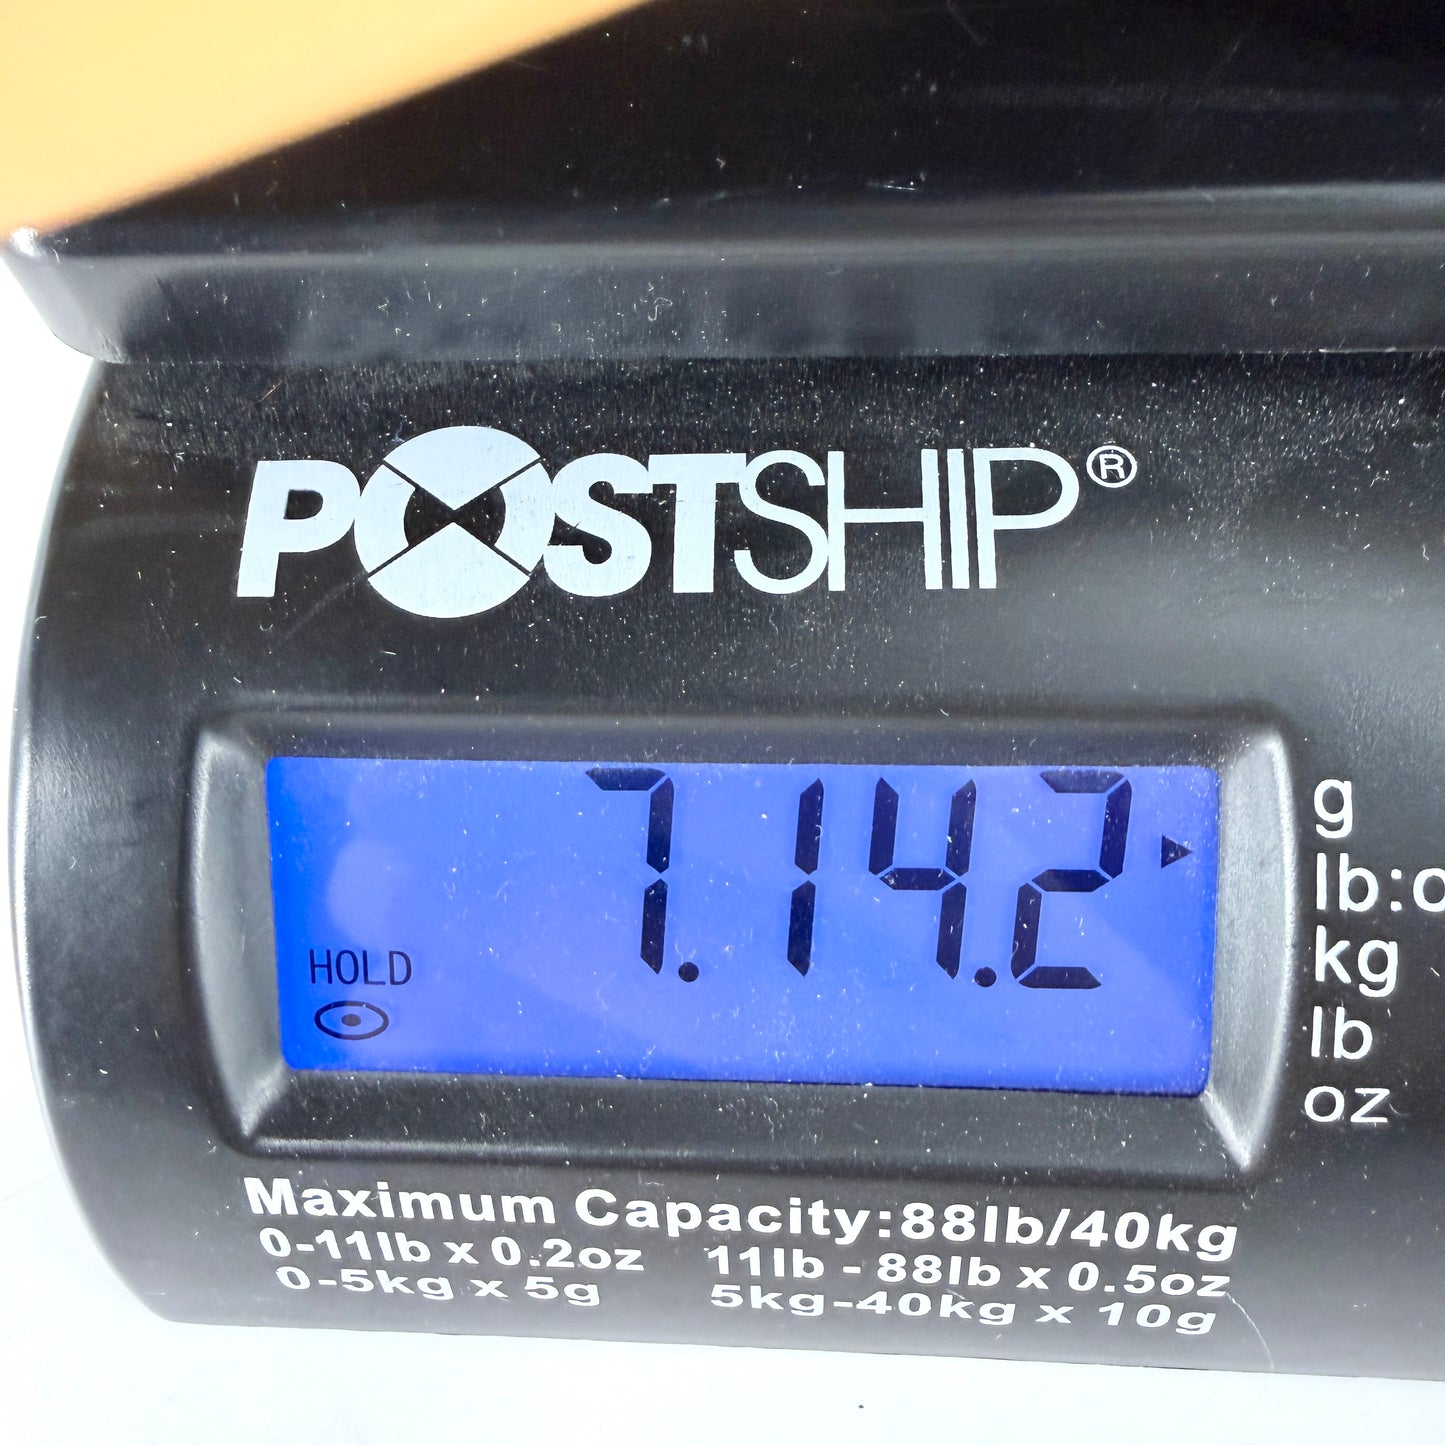 POSTSHIP®
7.14.2
g
lb:o
kg
lb
oz
HOLD
Maximum Capacity:88lb/40kg
0-11lb x 0.2oz 11lb - 88lb x 0.5oz
0-5kg x 5g 5kg-40kg x 10g